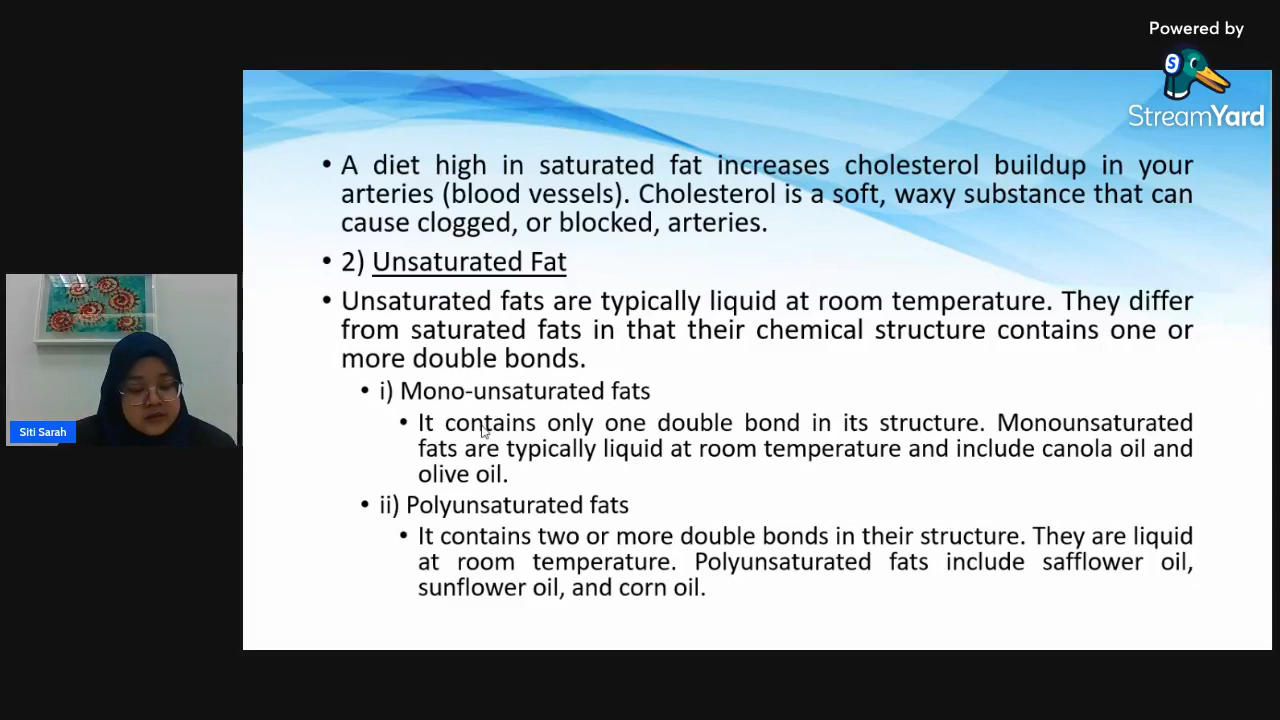 Powered by
StreamYard
• A diet high in saturated fat increases cholesterol buildup in your
arteries (blood vessels). Cholesterol is a soft, waxy substance that can
cause clogged, or blocked, arteries.
• 2) Unsaturated Fat
• Unsaturated fats are typically liquid at room temperature. They differ
from saturated fats in that their chemical structure contains one or
more double bonds.
• i) Mono-unsaturated fats
• It contains only one double bond in its structure. Monounsaturated
fats are typically liquid at room temperature and include canola oil and
olive oil.
• ii) Polyunsaturated fats
• It contains two or more double bonds in their structure. They are liquid
at room temperature. Polyunsaturated fats include safflower oil,
sunflower oil, and corn oil.
Siti Sarah